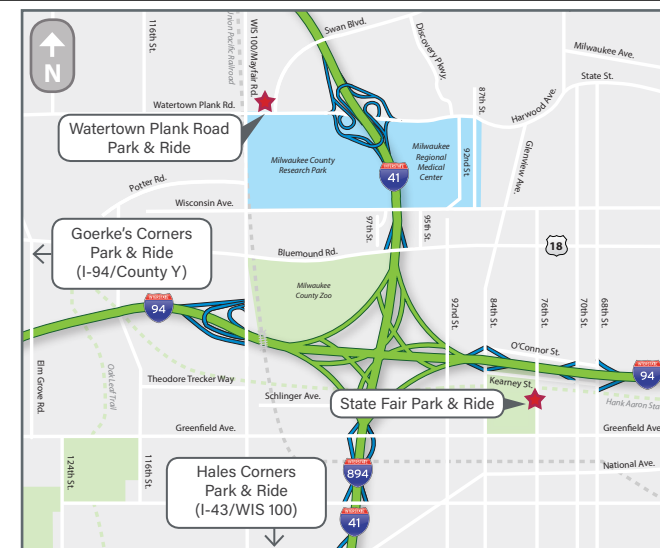 N
116th St.
Union Pacific Railroad
WIS 100/Mayfair Rd.
Swan Blvd.
Discovery Pkwy.
Milwaukee Ave.
State St.
87th St.
Harwood Ave.
Watertown Plank Rd.
Watertown Plank Road
Park & Ride
Milwaukee County
Research Park
Milwaukee
Regional
Medical
Center
92nd St.
Glenview Ave.
41
Potter Rd.
Wisconsin Ave.
97th St.
95th St.
18
Goerke's Corners
Park & Ride
(I-94/County Y)
Bluemound Rd.
Milwaukee
County Zoo
94
92nd St.
84th St.
76th St.
70th St.
68th St.
O'Connor St.
94
Elm Grove Rd.
Oak Leaf Trail
Theodore Trecker Way
Schlinger Ave.
Kearney St.
State Fair Park & Ride
Hank Aaron Sta
Greenfield Ave.
Greenfield Ave.
124th St.
116th St.
Hales Corners
Park & Ride
(I-43/WIS 100)
894
National Ave.
41